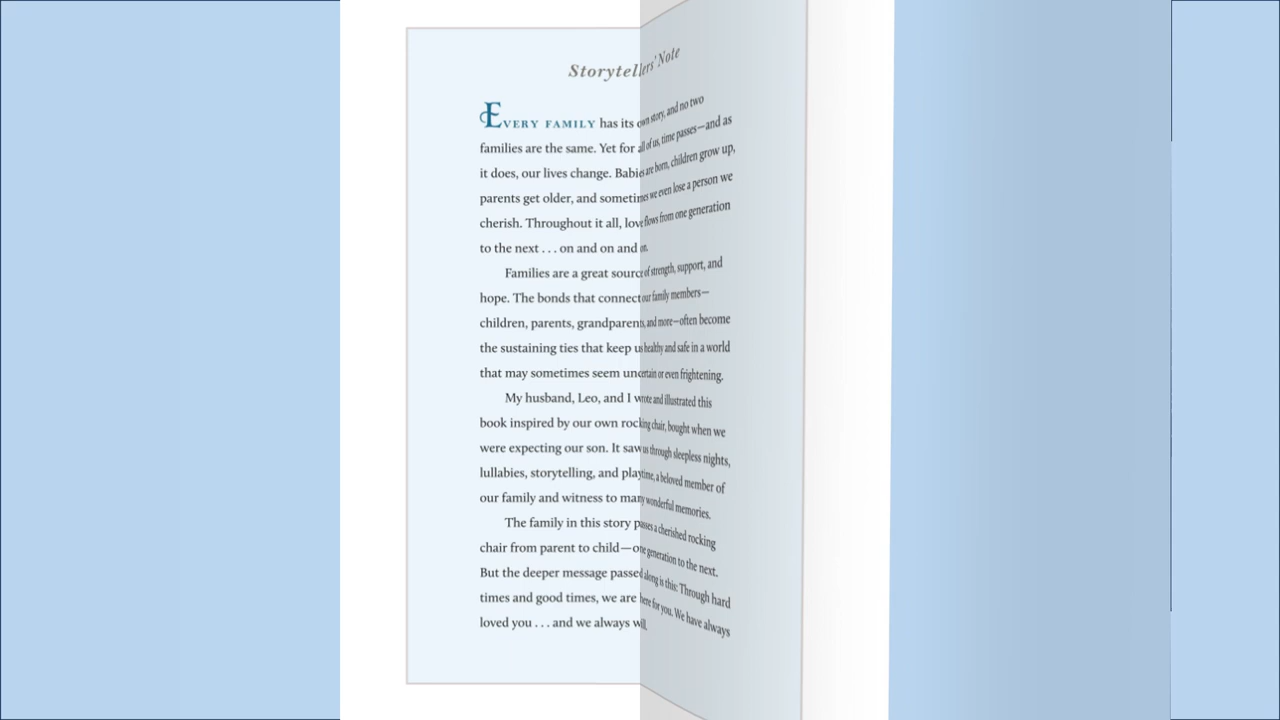 Storytellers' Note
EVERY FAMILY has its own story, and no two
families are the same. Yet for all of us, time passes—and as
it does, our lives change. Babies are born, children grow up,
parents get older, and sometimes we even lose a person we
cherish. Throughout it all, love flows from one generation
to the next . . . on and on and on.
Families are a great source of strength, support, and
hope. The bonds that connect our family members—
children, parents, grandparents, and more—often become
the sustaining ties that keep us healthy and safe in a world
that may sometimes seem uncertain or even frightening.
My husband, Leo, and I wrote and illustrated this
book inspired by our own rocking chair, bought when we
were expecting our son. It saw us through sleepless nights,
lullabies, storytelling, and playtime, a beloved member of
our family and witness to many wonderful memories.
The family in this story passes a cherished rocking
chair from parent to child—one generation to the next.
But the deeper message passed along is this: Through hard
times and good times, we are here for you. We have always
loved you . . . and we always will.